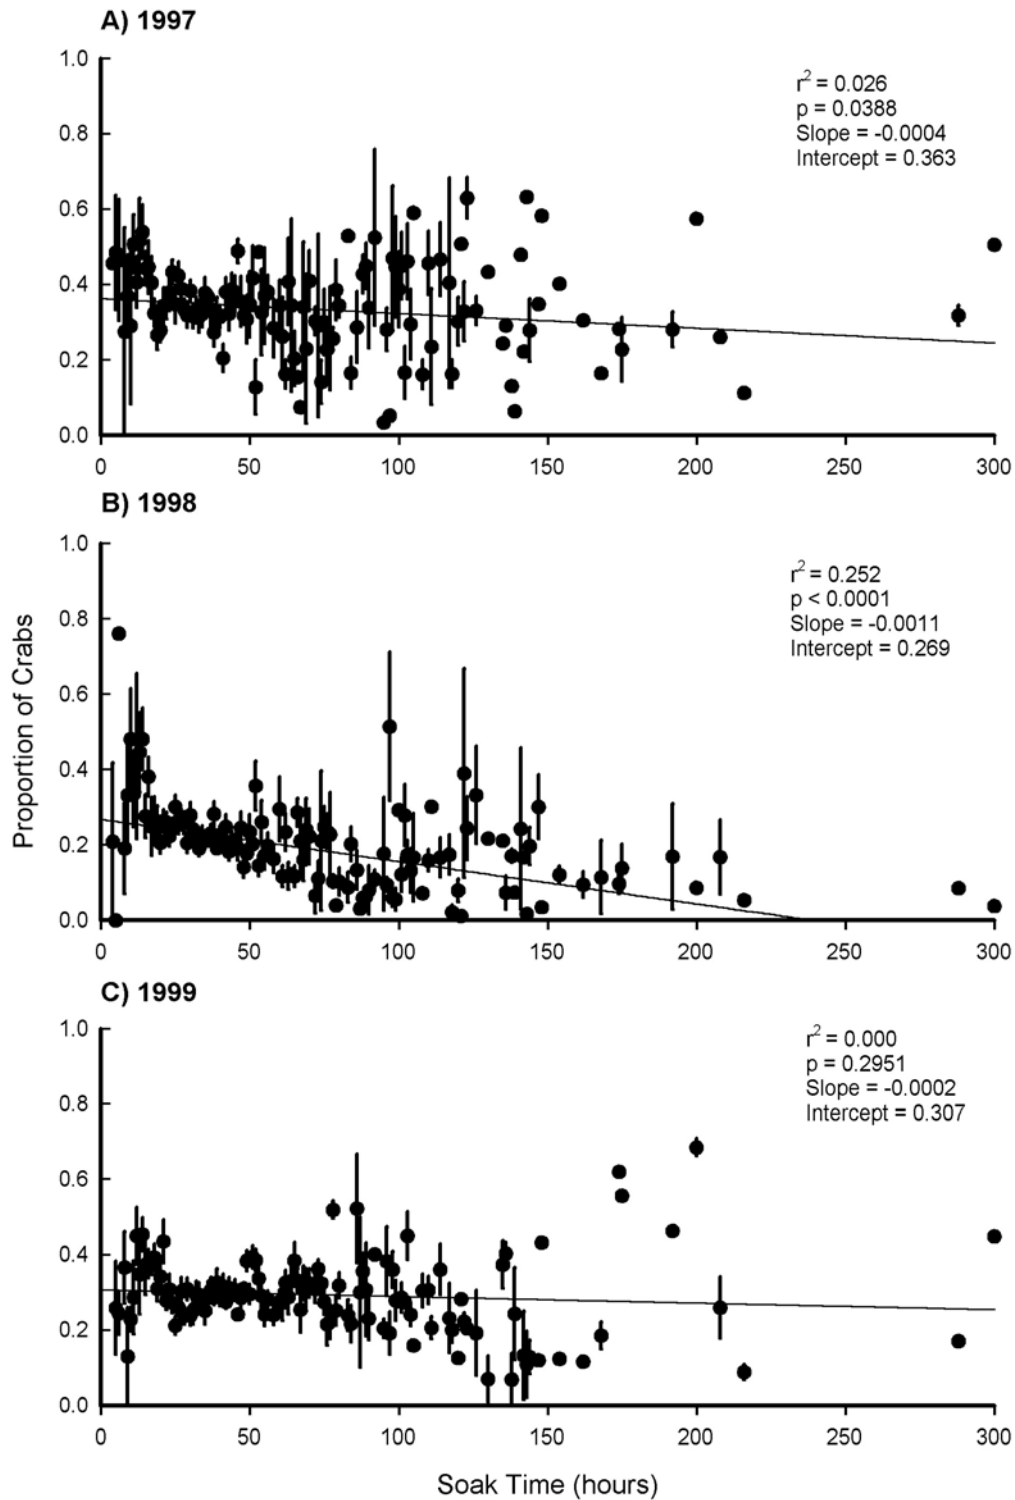 A) 1997
1.0
0.8
0.6
0.4
0.2
0.0
r² = 0.026
p = 0.0388
Slope = -0.0004
Intercept = 0.363
0 50 100 150 200 250 300
B) 1998
1.0
0.8
0.6
0.4
0.2
0.0
r² = 0.252
p < 0.0001
Slope = -0.0011
Intercept = 0.269
Proportion of Crabs
0 50 100 150 200 250 300
C) 1999
1.0
0.8
0.6
0.4
0.2
0.0
r² = 0.000
p = 0.2951
Slope = -0.0002
Intercept = 0.307
0 50 100 150 200 250 300
Soak Time (hours)